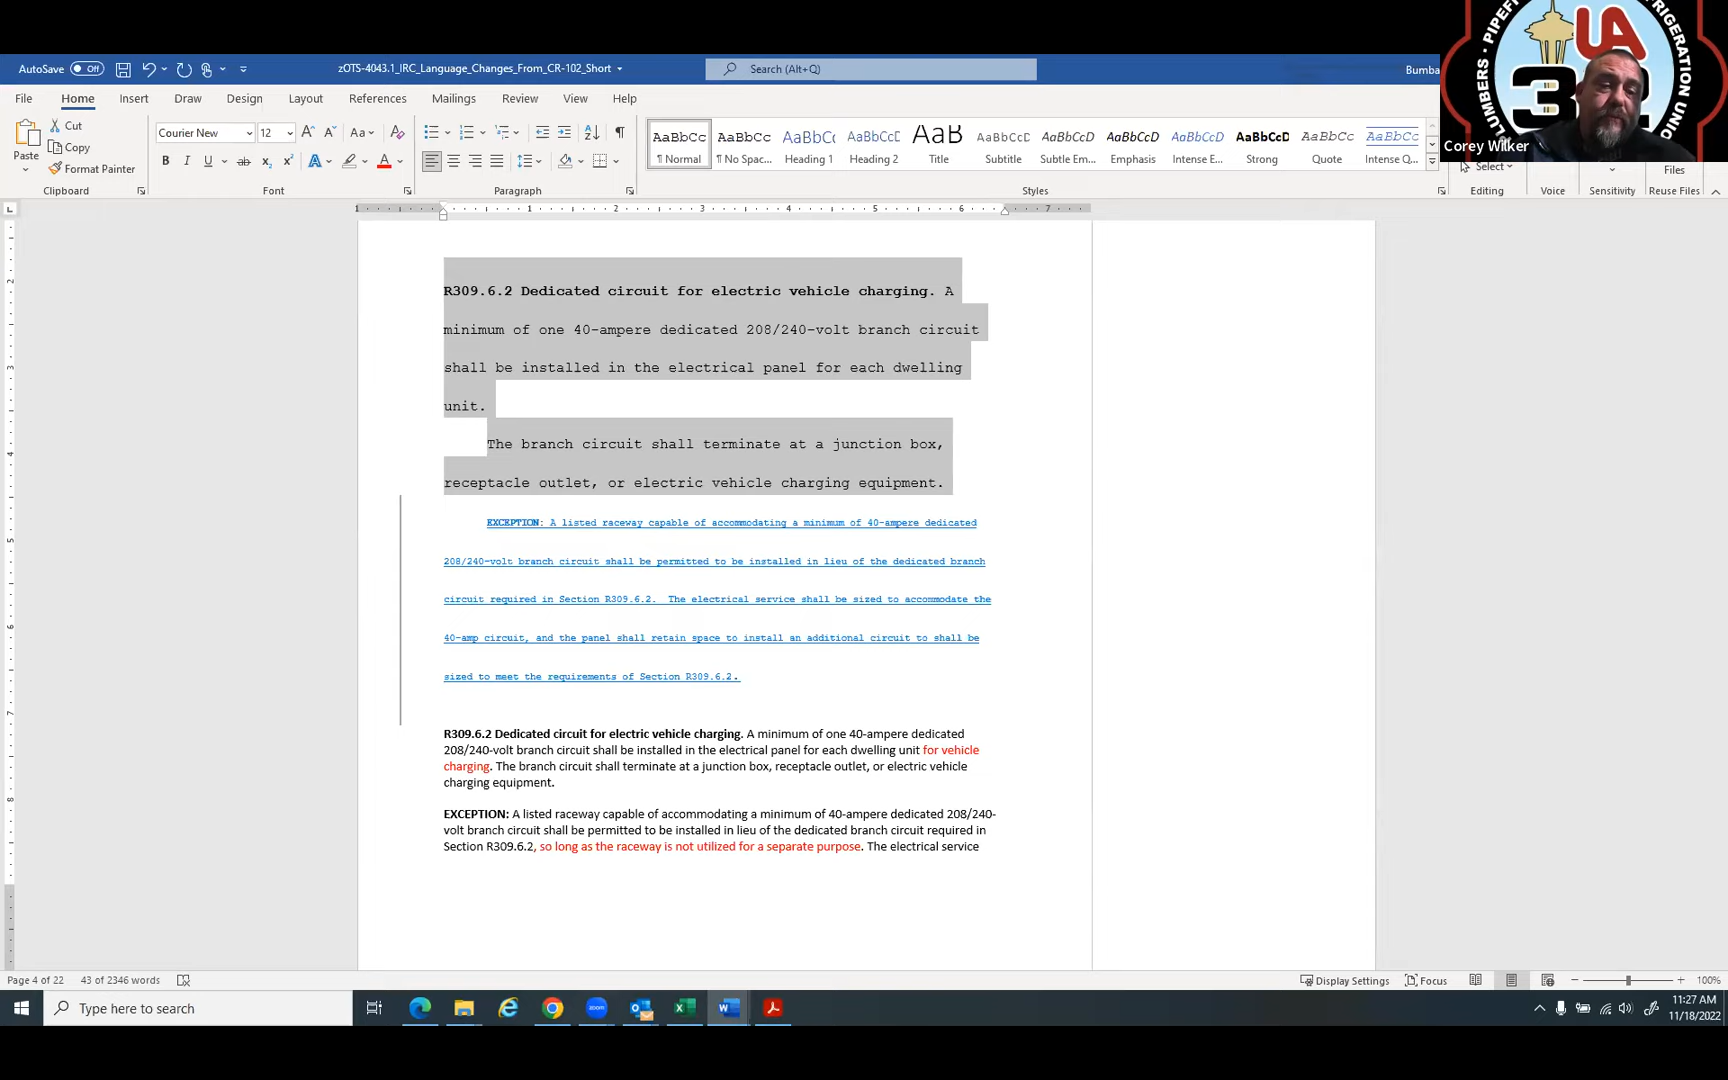 AutoSave Off
zOTS-4043.1_IRC_Language_Changes_From_CR-102_Short
Search (Alt+Q)
Bumba
LUMBERS · PIPEFI
FRIGERATION UNIO
UA
32
Corey Wilker
File Home Insert Draw Design Layout References Mailings Review View Help
Paste
Cut
Copy
Format Painter
Clipboard
Courier New 12
Font
Paragraph
AaBbCc AaBbCc AaBbC( AaBbCcD AaB AaBbCcD AaBbCcD AaBbCcD AaBbCcD AaBbCcD AaBbCcD AaBbCcD
¶ Normal ¶ No Spac... Heading 1 Heading 2 Title Subtitle Subtle Em... Emphasis Intense E... Strong Quote Intense Q...
Styles
Select
Editing
Voice
Sensitivity
Files
Reuse Files
R309.6.2 Dedicated circuit for electric vehicle charging. A
minimum of one 40-ampere dedicated 208/240-volt branch circuit
shall be installed in the electrical panel for each dwelling
unit.
The branch circuit shall terminate at a junction box,
receptacle outlet, or electric vehicle charging equipment.
EXCEPTION: A listed raceway capable of accommodating a minimum of 40-ampere dedicated
208/240-volt branch circuit shall be permitted to be installed in lieu of the dedicated branch
circuit required in Section R309.6.2. The electrical service shall be sized to accommodate the
40-amp circuit, and the panel shall retain space to install an additional circuit to shall be
sized to meet the requirements of Section R309.6.2.
R309.6.2 Dedicated circuit for electric vehicle charging. A minimum of one 40-ampere dedicated
208/240-volt branch circuit shall be installed in the electrical panel for each dwelling unit for vehicle
charging. The branch circuit shall terminate at a junction box, receptacle outlet, or electric vehicle
charging equipment.
EXCEPTION: A listed raceway capable of accommodating a minimum of 40-ampere dedicated 208/240-
volt branch circuit shall be permitted to be installed in lieu of the dedicated branch circuit required in
Section R309.6.2, so long as the raceway is not utilized for a separate purpose. The electrical service
Page 4 of 22 43 of 2346 words
Display Settings Focus
100%
Type here to search
11:27 AM
11/18/2022